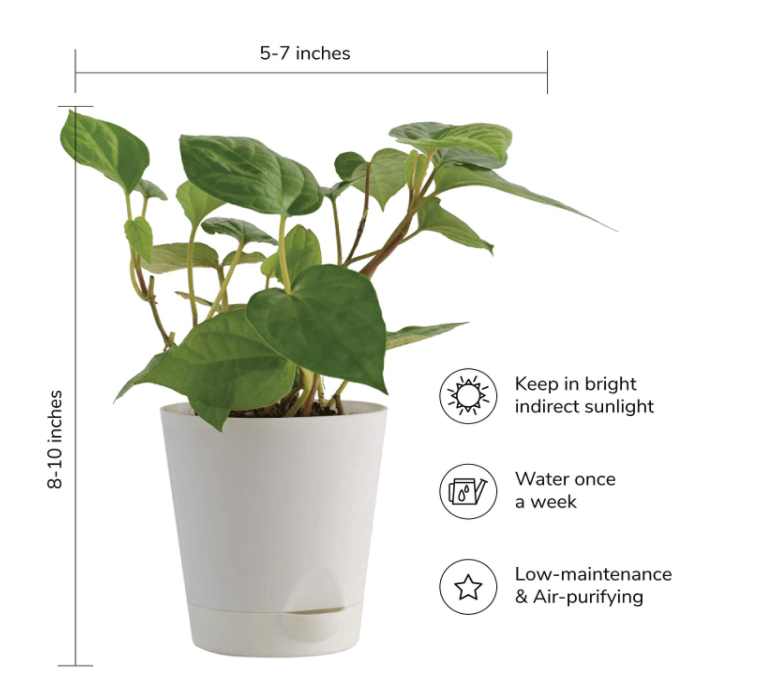 5-7 inches
8-10 inches
Keep in bright
indirect sunlight
Water once
a week
Low-maintenance
& Air-purifying